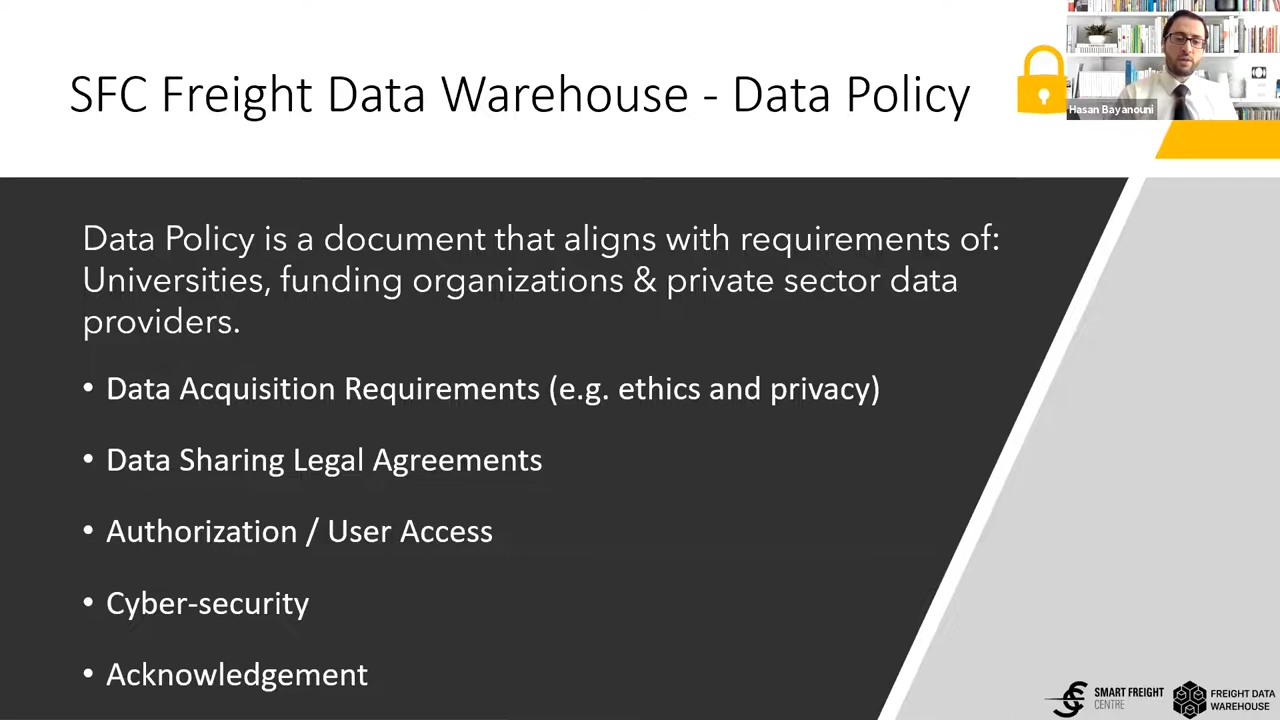 SFC Freight Data Warehouse - Data Policy
Hasan Bayanouni
Data Policy is a document that aligns with requirements of:
Universities, funding organizations & private sector data
providers.
• Data Acquisition Requirements (e.g. ethics and privacy)
• Data Sharing Legal Agreements
• Authorization / User Access
• Cyber-security
• Acknowledgement
SMART FREIGHT
CENTRE
FREIGHT DATA
WAREHOUSE